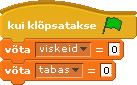 kui klõpsatakse
võta viskeid = 0
võta tabas = 0